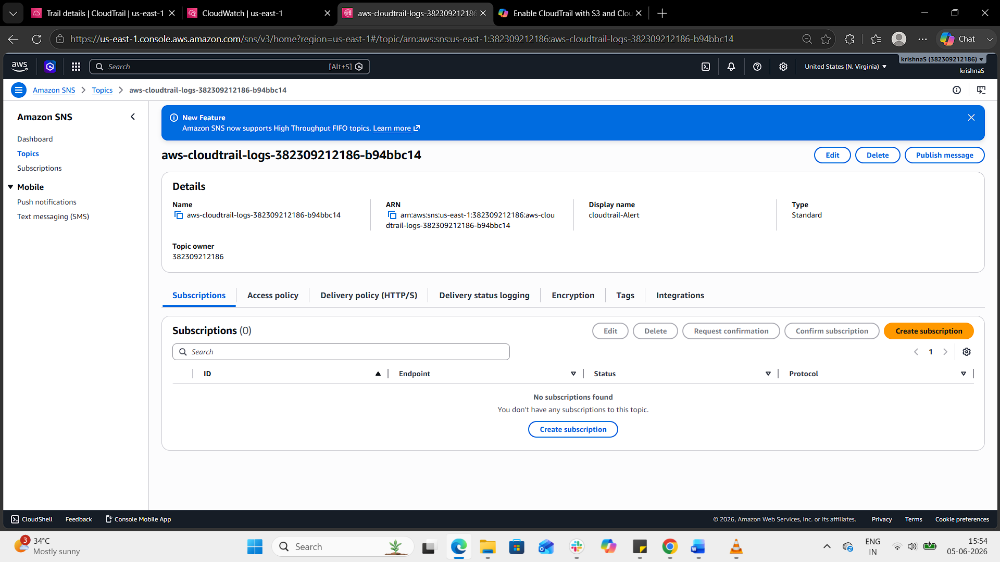 Trail details | CloudTrail | us-east-1
CloudWatch | us-east-1
aws-cloudtrail-logs-382309212186
Enable CloudTrail with S3 and Clou
https://us-east-1.console.aws.amazon.com/sns/v3/home?region=us-east-1#/topic/arn:aws:sns:us-east-1:382309212186:aws-cloudtrail-logs-382309212186-b94bbc14
Chat
aws
Search
[Alt+S]
United States (N. Virginia)
krishnaS (382309212186)
krishnaS
Amazon SNS
Topics
aws-cloudtrail-logs-382309212186-b94bbc14
Amazon SNS
Dashboard
Topics
Subscriptions
Mobile
Push notifications
Text messaging (SMS)
New Feature
Amazon SNS now supports High Throughput FIFO topics. Learn more
aws-cloudtrail-logs-382309212186-b94bbc14
Edit
Delete
Publish message
Details
Name
aws-cloudtrail-logs-382309212186-b94bbc14
ARN
arn:aws:sns:us-east-1:382309212186:aws-clou
dtrail-logs-382309212186-b94bbc14
Display name
cloudtrail-Alert
Type
Standard
Topic owner
382309212186
Subscriptions
Access policy
Delivery policy (HTTP/S)
Delivery status logging
Encryption
Tags
Integrations
Subscriptions (0)
Edit
Delete
Request confirmation
Confirm subscription
Create subscription
Search
1
ID
Endpoint
Status
Protocol
No subscriptions found
You don't have any subscriptions to this topic.
Create subscription
CloudShell
Feedback
Console Mobile App
© 2026, Amazon Web Services, Inc. or its affiliates.
Privacy
Terms
Cookie preferences
3
34°C
Mostly sunny
Search
ENG
IN
15:54
05-06-2026